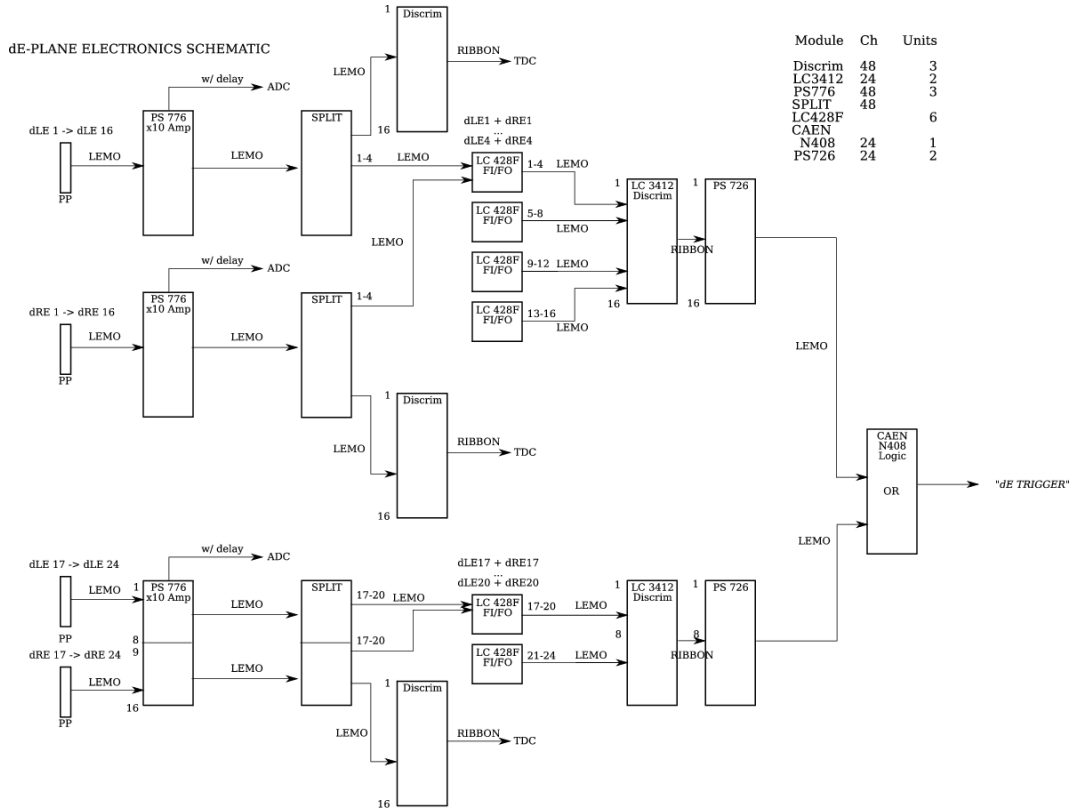 dE-PLANE ELECTRONICS SCHEMATIC
Module Ch Units
Discrim 48 3
LC3412 24 2
PS776 48 3
SPLIT 48
LC428F 6
CAEN
N408 24 1
PS726 24 2
1
Discrim
RIBBON
TDC
LEMO
16
w/ delay
ADC
dLE 1 -> dLE 16
LEMO
PP
PS 776
x10 Amp
LEMO
SPLIT
1-4
LEMO
dLE1 + dRE1
...
dLE4 + dRE4
LC 428F
FI/FO
1-4
LEMO
LC 428F
FI/FO
5-8
LEMO
LC 428F
FI/FO
9-12
LEMO
LC 428F
FI/FO
13-16
LEMO
1
LC 3412
Discrim
16
RIBBON
1
PS 726
16
LEMO
w/ delay
ADC
dRE 1 -> dRE 16
LEMO
PP
PS 776
x10 Amp
LEMO
SPLIT
1-4
LEMO
LEMO
1
Discrim
RIBBON
TDC
16
CAEN
N408
Logic
OR
"dE TRIGGER"
LEMO
w/ delay
ADC
dLE 17 -> dLE 24
LEMO
PP
dRE 17 -> dRE 24
LEMO
PP
1
PS 776
x10 Amp
8
9
16
LEMO
LEMO
SPLIT
17-20
LEMO
17-20
dLE17 + dRE17
...
dLE20 + dRE20
LC 428F
FI/FO
17-20
LEMO
LC 428F
FI/FO
21-24
LEMO
1
LC 3412
Discrim
8
RIBBON
1
PS 726
8
LEMO
1
Discrim
RIBBON
TDC
16